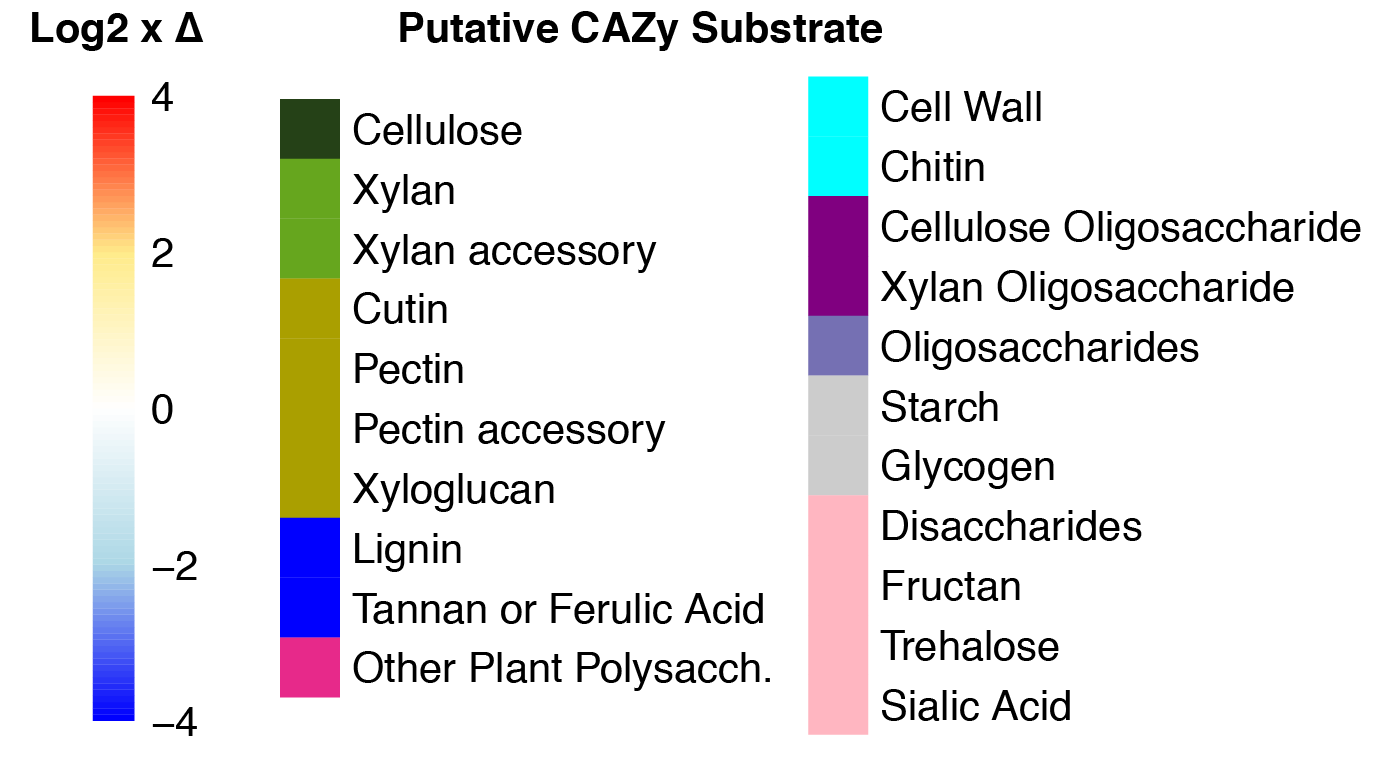 Log2 x Δ
Putative CAZy Substrate
4
2
0
−2
−4
Cellulose
Xylan
Xylan accessory
Cutin
Pectin
Pectin accessory
Xyloglucan
Lignin
Tannan or Ferulic Acid
Other Plant Polysacch.
Cell Wall
Chitin
Cellulose Oligosaccharide
Xylan Oligosaccharide
Oligosaccharides
Starch
Glycogen
Disaccharides
Fructan
Trehalose
Sialic Acid